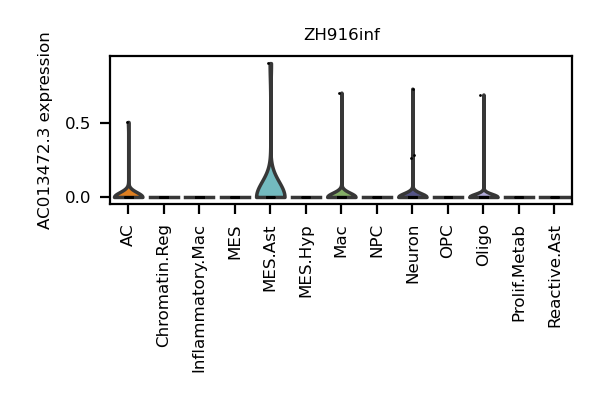 ZH916inf
AC013472.3 expression
0.5
0.0
AC
Chromatin.Reg
Inflammatory.Mac
MES
MES.Ast
MES.Hyp
Mac
NPC
Neuron
OPC
Oligo
Prolif.Metab
Reactive.Ast